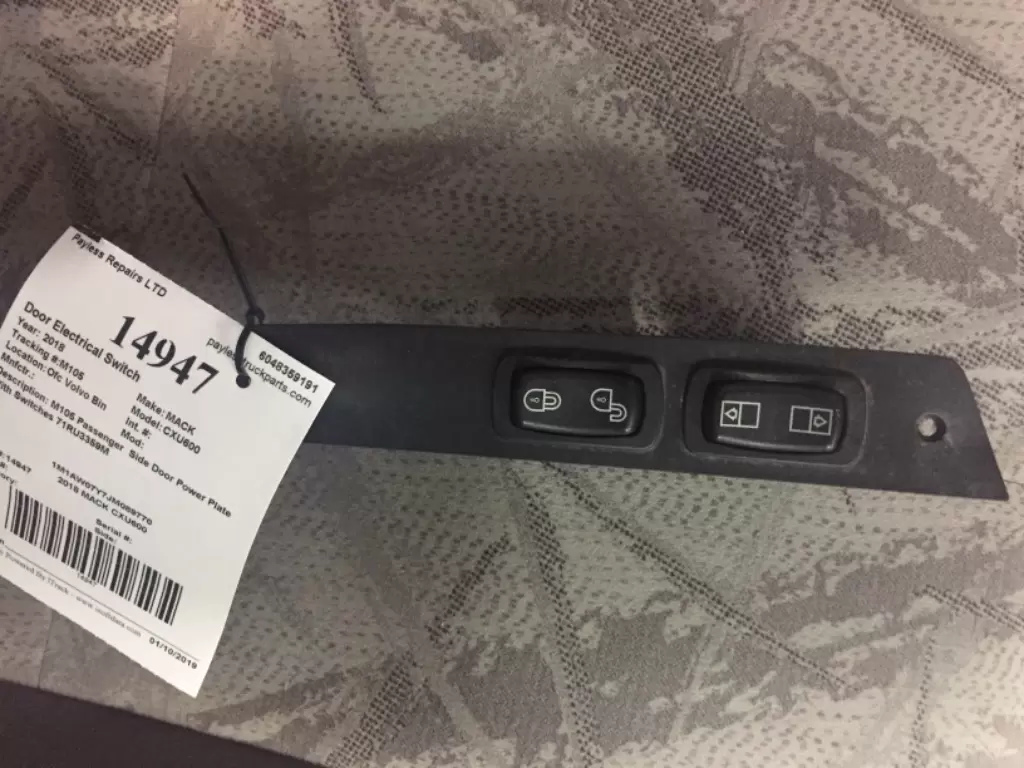 Payless Repairs LTD
6048359191
paylesstruckparts.com
14947
Door Electrical Switch
Year: 2018
Make: MACK
Tracking #:M105
Model: CXU600
Location: Ofc Volvo Bin
Int. #:
Mnfctr.:
Mod:
Description: M105 Passenger Side Door Power Plate
With Switches 71RU3359M
14947
2018 MACK CXU600
Serial #:
01/10/2019